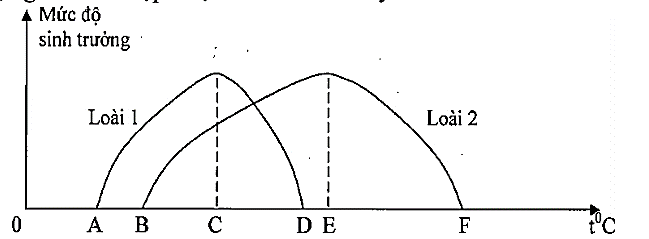 Mức độ
sinh trưởng
Loài 1
Loài 2
0 A B C D E F t⁰C